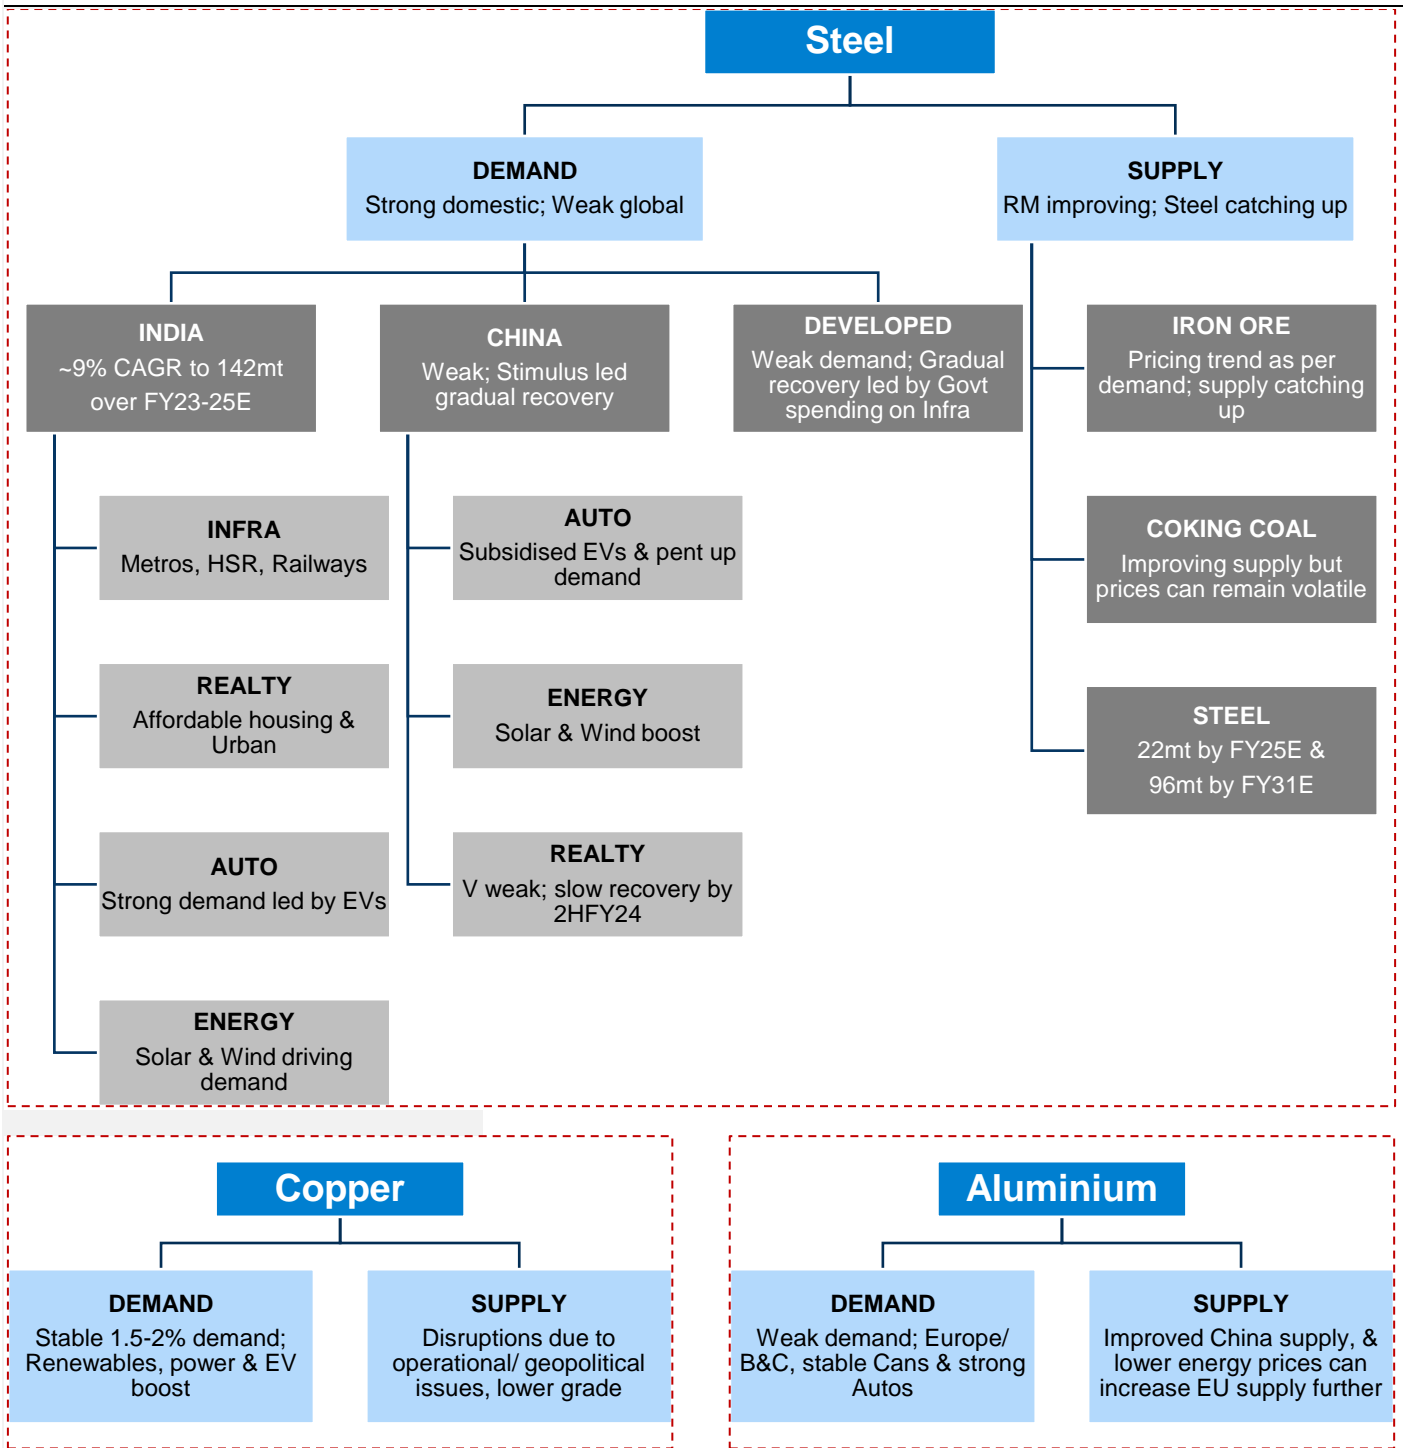 Steel
DEMAND
Strong domestic; Weak global
SUPPLY
RM improving; Steel catching up
INDIA
~9% CAGR to 142mt
over FY23-25E
CHINA
Weak; Stimulus led
gradual recovery
DEVELOPED
Weak demand; Gradual
recovery led by Govt
spending on Infra
IRON ORE
Pricing trend as per
demand; supply catching
up
INFRA
Metros, HSR, Railways
AUTO
Subsidised EVs & pent up
demand
COKING COAL
Improving supply but
prices can remain volatile
REALTY
Affordable housing &
Urban
ENERGY
Solar & Wind boost
STEEL
22mt by FY25E &
96mt by FY31E
AUTO
Strong demand led by EVs
REALTY
V weak; slow recovery by
2HFY24
ENERGY
Solar & Wind driving
demand
Copper
DEMAND
Stable 1.5-2% demand;
Renewables, power & EV
boost
SUPPLY
Disruptions due to
operational/ geopolitical
issues, lower grade
Aluminium
DEMAND
Weak demand; Europe/
B&C, stable Cans & strong
Autos
SUPPLY
Improved China supply, &
lower energy prices can
increase EU supply further